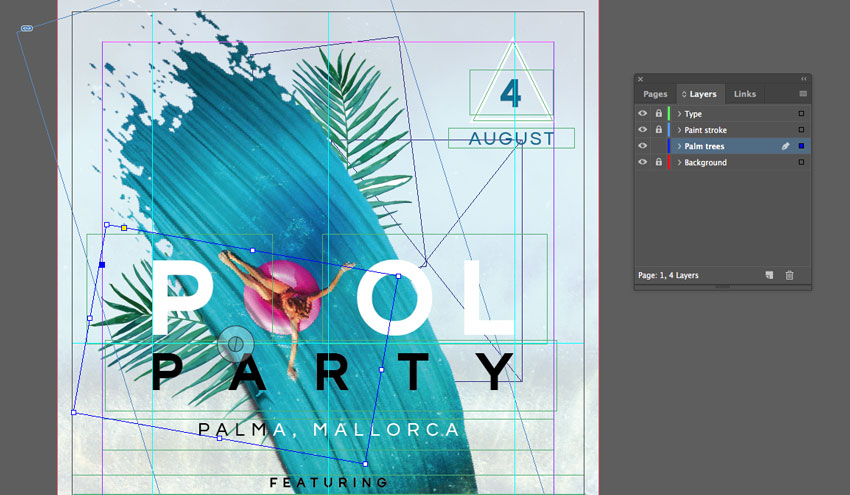 4
AUGUST
P OL
PARTY
PALMA, MALLORCA
FEATURING
Pages
Layers
Links
Type
Paint stroke
Palm trees
Background
Page: 1, 4 Layers